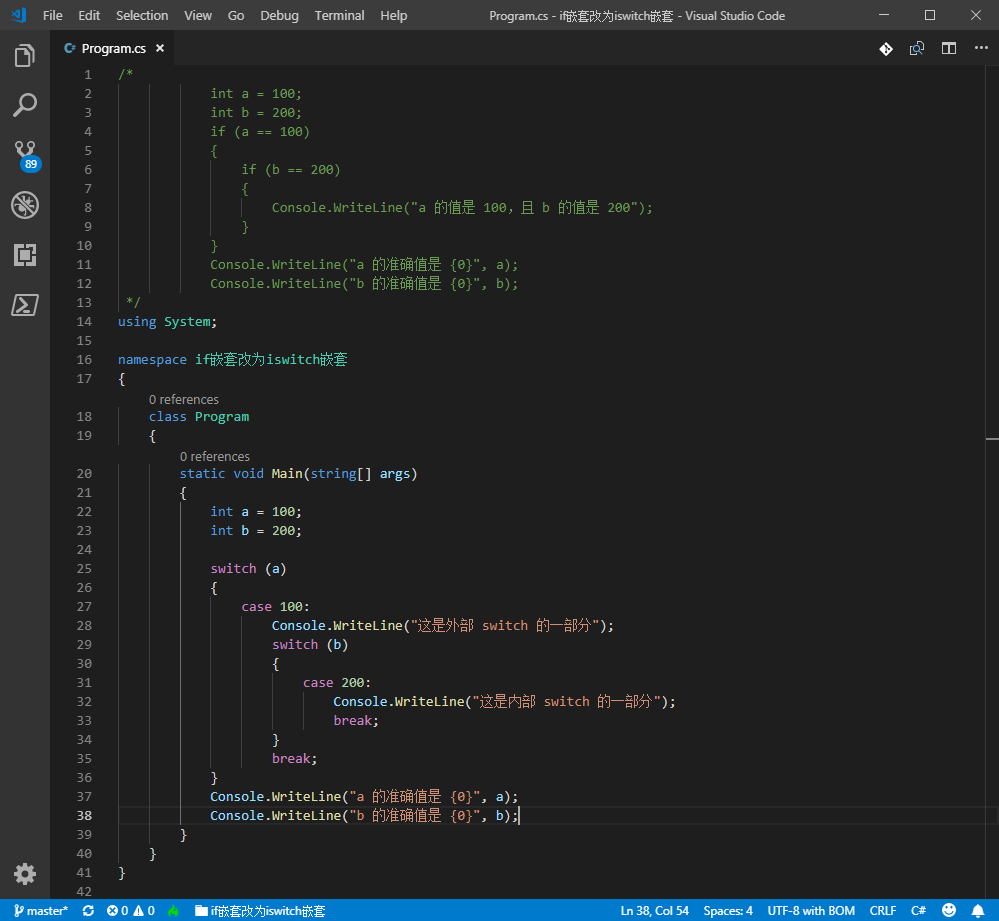 File Edit Selection View Go Debug Terminal Help Program.cs - if嵌套改为iswitch嵌套 - Visual Studio Code
C# Program.cs ×
1 /*
2 int a = 100;
3 int b = 200;
4 if (a == 100)
5 {
6 if (b == 200)
7 {
8 Console.WriteLine("a 的值是 100，且 b 的值是 200");
9 }
10 }
11 Console.WriteLine("a 的准确值是 {0}", a);
12 Console.WriteLine("b 的准确值是 {0}", b);
13 */
14 using System;
15
16 namespace if嵌套改为iswitch嵌套
17 {
0 references
18 class Program
19 {
0 references
20 static void Main(string[] args)
21 {
22 int a = 100;
23 int b = 200;
24
25 switch (a)
26 {
27 case 100:
28 Console.WriteLine("这是外部 switch 的一部分");
29 switch (b)
30 {
31 case 200:
32 Console.WriteLine("这是内部 switch 的一部分");
33 break;
34 }
35 break;
36 }
37 Console.WriteLine("a 的准确值是 {0}", a);
38 Console.WriteLine("b 的准确值是 {0}", b);
39 }
40 }
41 }
42
89
master* 0 0 if嵌套改为iswitch嵌套 Ln 38, Col 54 Spaces: 4 UTF-8 with BOM CRLF C#